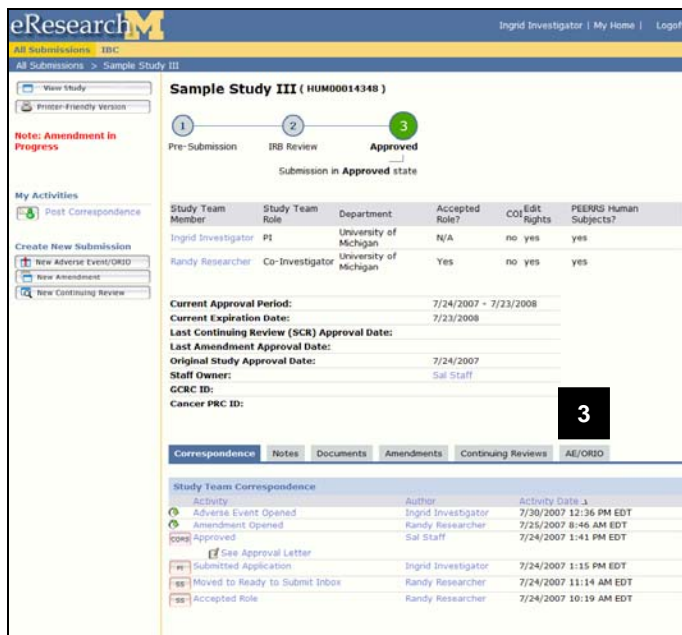 eResearchM
Ingrid Investigator | My Home | Logoff
All Submissions IBC
All Submissions > Sample Study III
View Study
Printer-Friendly Version
Note: Amendment in
Progress
My Activities
Post Correspondence
Create New Submission
New Adverse Event/ORIO
New Amendment
New Continuing Review
Sample Study III ( HUM00014348 )
1 2 3
Pre-Submission IRB Review Approved
Submission in Approved state
Study Team Member Study Team Role Department Accepted Role? COI Edit Rights PEERRS Human Subjects?
Ingrid Investigator PI University of Michigan N/A no yes yes
Randy Researcher Co-Investigator University of Michigan Yes no yes yes
Current Approval Period: 7/24/2007 - 7/23/2008
Current Expiration Date: 7/23/2008
Last Continuing Review (SCR) Approval Date:
Last Amendment Approval Date:
Original Study Approval Date: 7/24/2007
Staff Owner: Sal Staff
GCRC ID:
Cancer PRC ID:
3
Correspondence Notes Documents Amendments Continuing Reviews AE/ORIO
Study Team Correspondence
Activity Author Activity Date
Adverse Event Opened Ingrid Investigator 7/30/2007 12:36 PM EDT
Amendment Opened Randy Researcher 7/25/2007 8:46 AM EDT
CORS Approved Sal Staff 7/24/2007 1:41 PM EDT
See Approval Letter
PI Submitted Application Ingrid Investigator 7/24/2007 1:15 PM EDT
SS Moved to Ready to Submit Inbox Randy Researcher 7/24/2007 11:14 AM EDT
SS Accepted Role Randy Researcher 7/24/2007 10:19 AM EDT